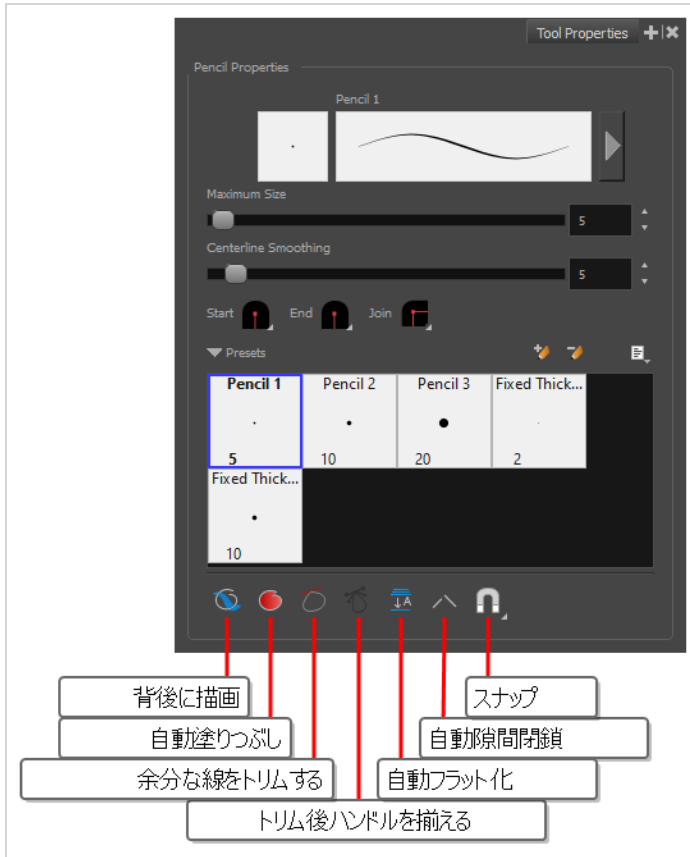 Tool Properties
Pencil Properties
Pencil 1
Maximum Size
5
Centerline Smoothing
5
Start End Join
Presets
Pencil 1 Pencil 2 Pencil 3 Fixed Thick...
5 10 20 2
Fixed Thick...
10
背後に描画 スナップ
自動塗りつぶし 自動隙間閉鎖
余分な線をトリムする 自動フラット化
トリム後ハンドルを揃える